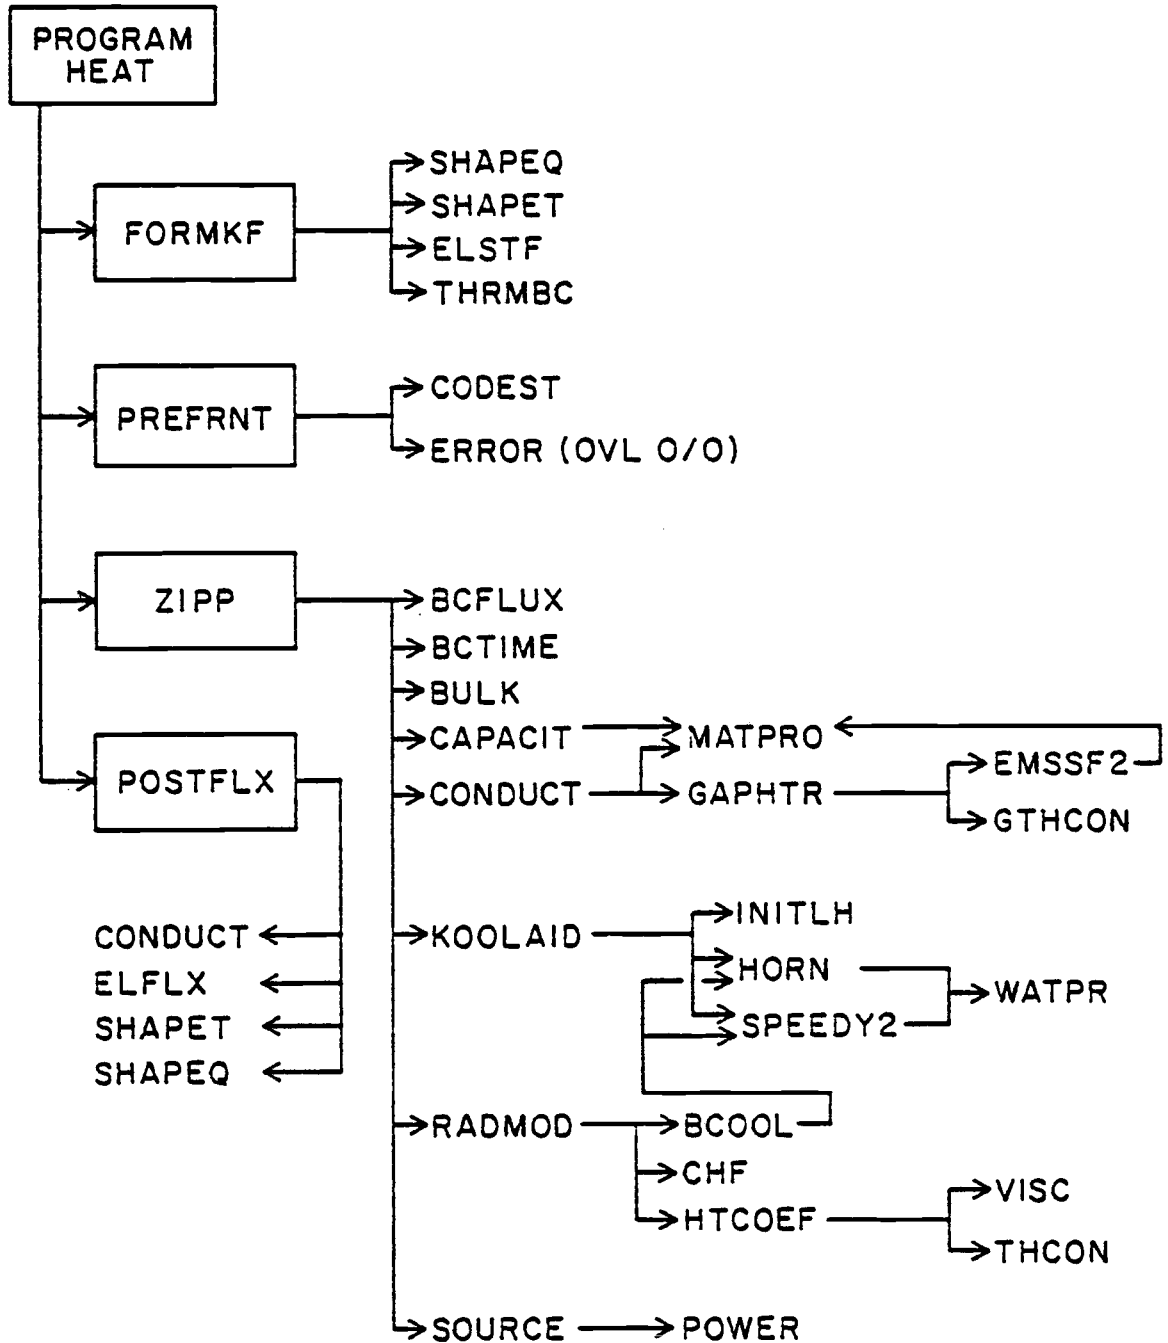 PROGRAM
HEAT
FORMKF
SHAPEQ
SHAPET
ELSTF
THRMBC
PREFRNT
CODEST
ERROR (OVL 0/0)
ZIPP
BCFLUX
BCTIME
BULK
CAPACIT
MATPRO
CONDUCT
GAPHTR
EMSSF2
GTHCON
POSTFLX
CONDUCT
ELFLX
SHAPET
SHAPEQ
KOOLAID
INITLH
HORN
SPEEDY2
WATPR
RADMOD
BCOOL
CHF
HTCOEF
VISC
THCON
SOURCE
POWER